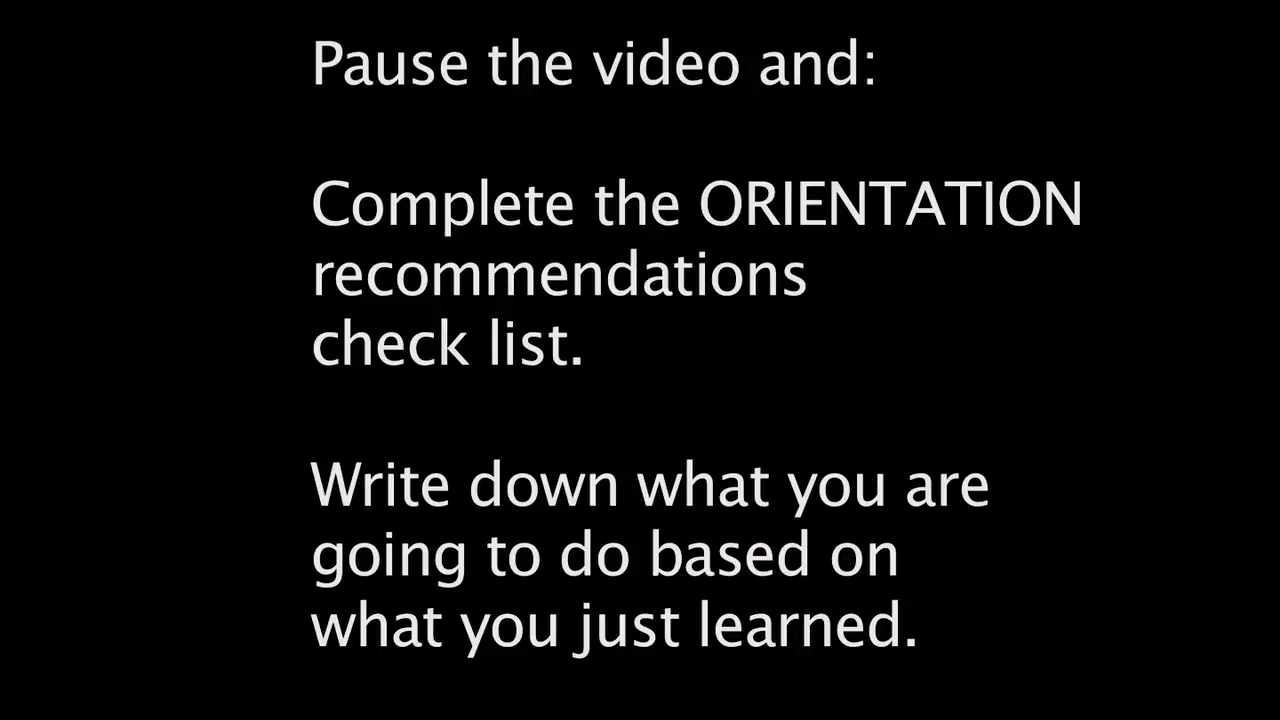 Pause the video and:
Complete the ORIENTATION
recommendations
check list.
Write down what you are
going to do based on
what you just learned.